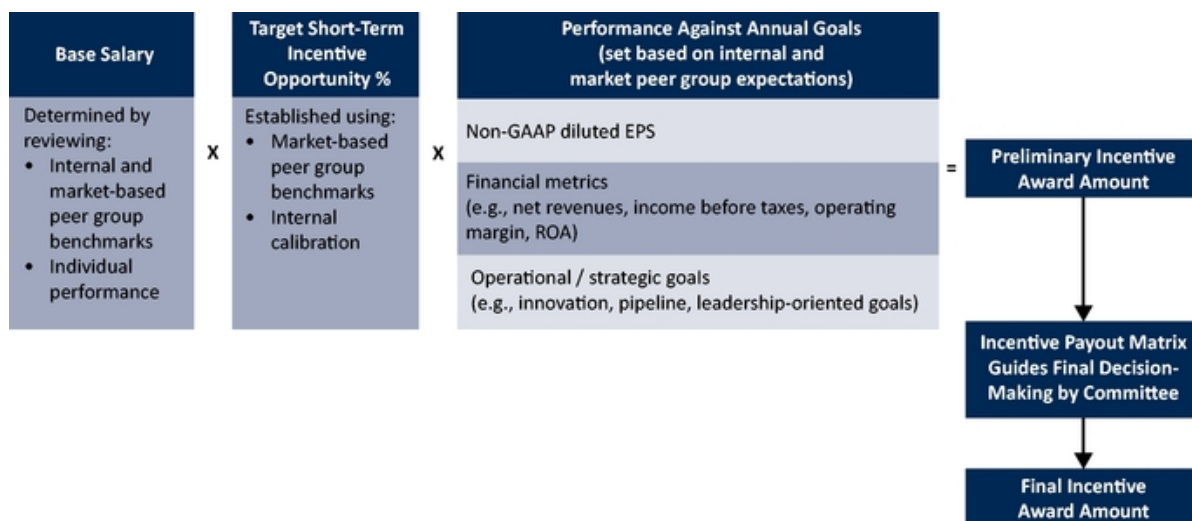 Base Salary
Determined by
reviewing:
• Internal and
market-based
peer group
benchmarks
• Individual
performance
X
Target Short-Term
Incentive
Opportunity %
Established using:
• Market-based
peer group
benchmarks
• Internal
calibration
X
Performance Against Annual Goals
(set based on internal and
market peer group expectations)
Non-GAAP diluted EPS
Financial metrics
(e.g., net revenues, income before taxes, operating
margin, ROA)
Operational / strategic goals
(e.g., innovation, pipeline, leadership-oriented goals)
=
Preliminary Incentive
Award Amount
Incentive Payout Matrix
Guides Final Decision-
Making by Committee
Final Incentive
Award Amount